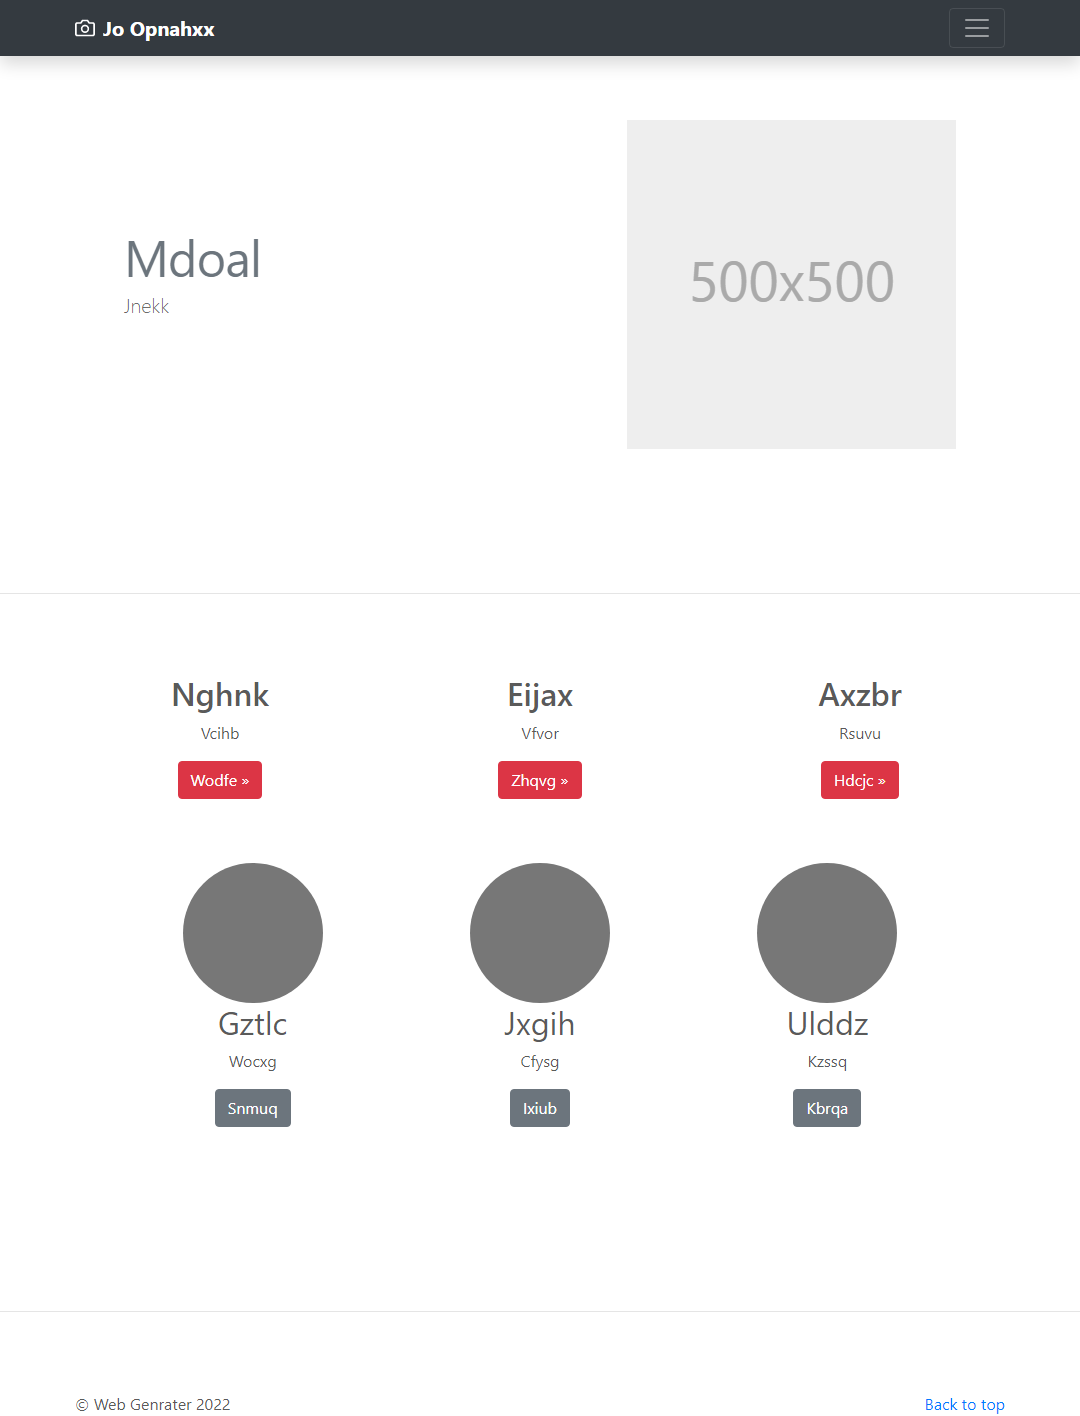 Jo Opnahxx
Mdoal
Jnekk
500x500
Nghnk
Eijax
Axzbr
Vcihb
Vfvor
Rsuvu
Wodfe »
Zhqvg »
Hdcjc »
Gztlc
Jxgih
Ulddz
Wocxg
Cfysg
Kzssq
Snmuq
Ixiub
Kbrqa
© Web Genrater 2022
Back to top